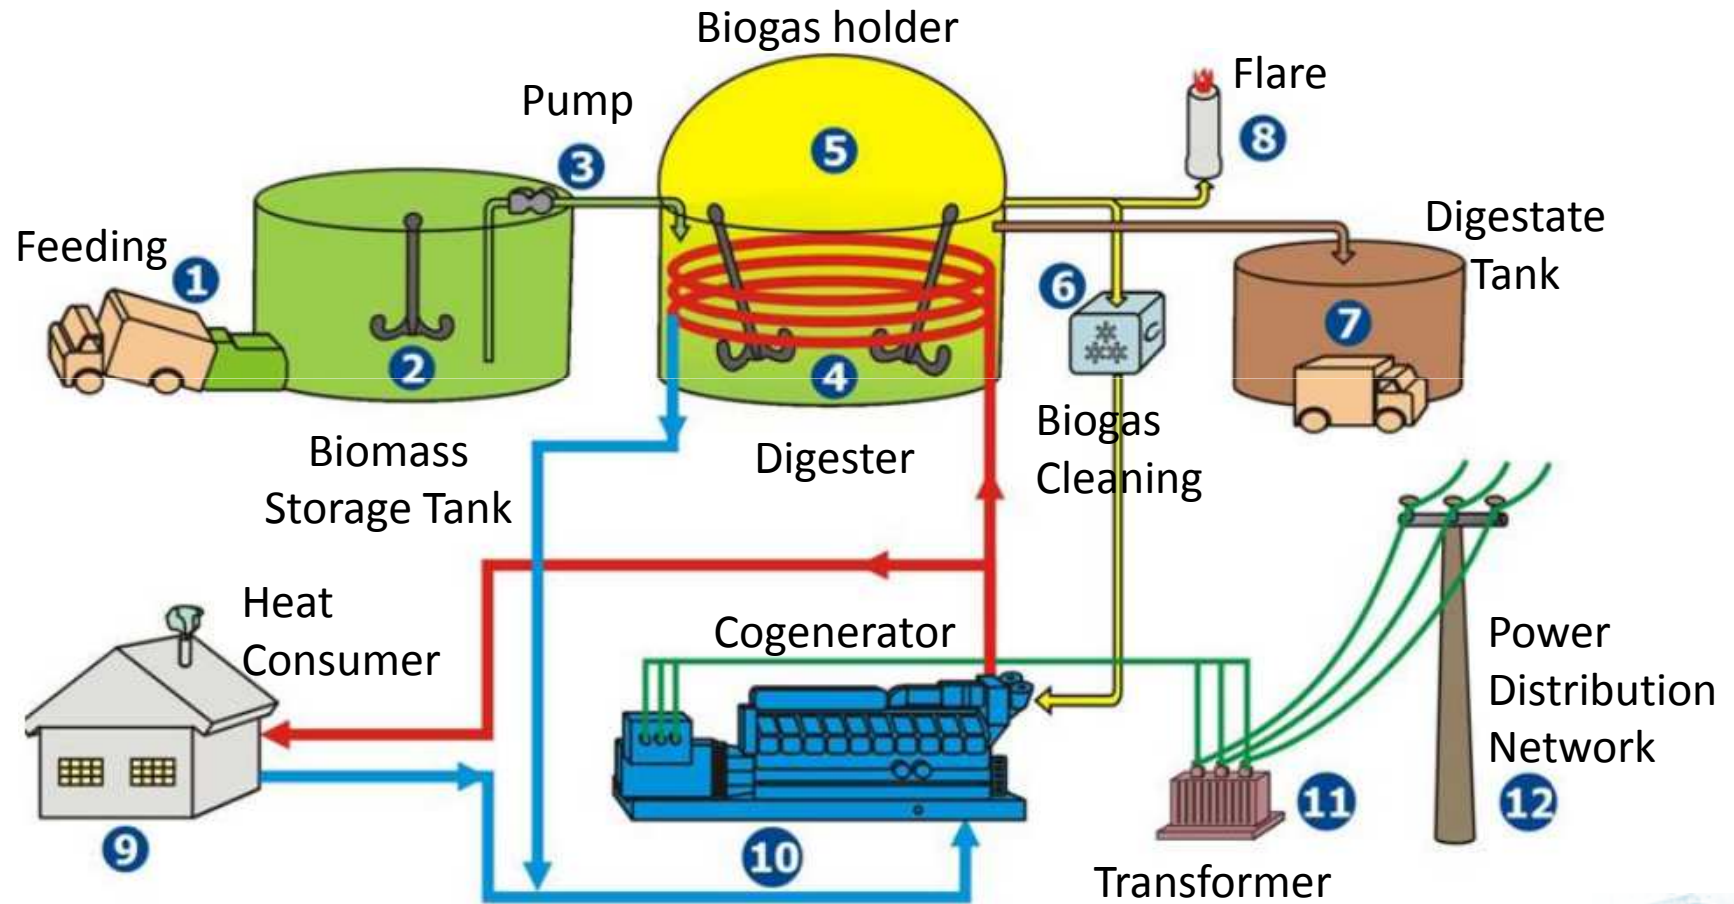 Biogas holder
Pump
Flare
3
5
8
Feeding
1
Digestate
Tank
6
7
2
4
Biomass
Storage Tank
Digester
Biogas
Cleaning
Heat
Consumer
Cogenerator
Power
Distribution
Network
9
10
11
12
Transformer